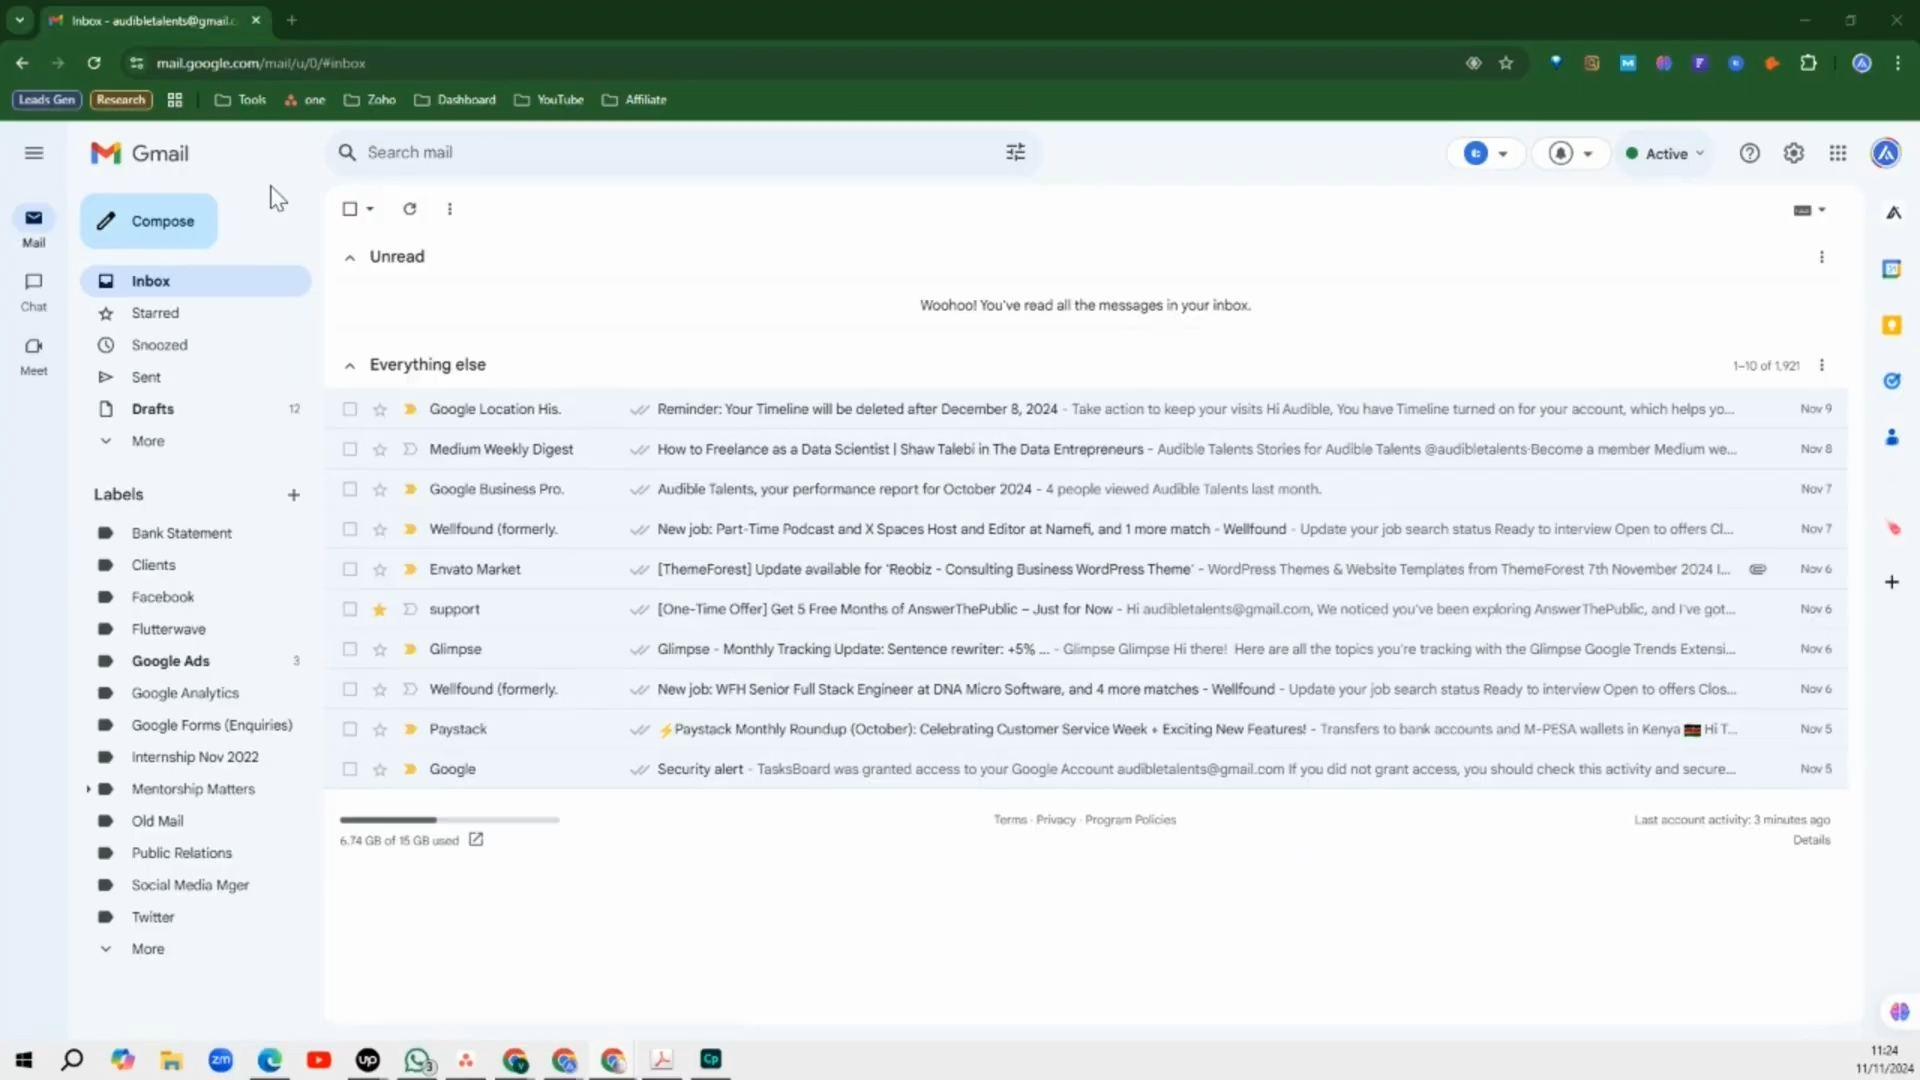 Inbox - audibletalents@gmail.c
mail.google.com/mail/u/0/#inbox
Leads Gen Research Tools one Zoho Dashboard YouTube Affiliate
Gmail
Search mail
Active
Compose
Mail
Chat
Meet
Inbox
Starred
Snoozed
Sent
Drafts 12
More
Labels
Bank Statement
Clients
Facebook
Flutterwave
Google Ads 3
Google Analytics
Google Forms (Enquiries)
Internship Nov 2022
Mentorship Matters
Old Mail
Public Relations
Social Media Mger
Twitter
More
Unread
Woohoo! You've read all the messages in your inbox.
Everything else 1–10 of 1,921
Google Location His. Reminder: Your Timeline will be deleted after December 8, 2024 - Take action to keep your visits Hi Audible, You have Timeline turned on for your account, which helps yo... Nov 9
Medium Weekly Digest How to Freelance as a Data Scientist | Shaw Talebi in The Data Entrepreneurs - Audible Talents Stories for Audible Talents @audibletalents·Become a member Medium we... Nov 8
Google Business Pro. Audible Talents, your performance report for October 2024 - 4 people viewed Audible Talents last month. Nov 7
Wellfound (formerly. New job: Part-Time Podcast and X Spaces Host and Editor at Namefi, and 1 more match - Wellfound - Update your job search status Ready to interview Open to offers Cl... Nov 7
Envato Market [ThemeForest] Update available for 'Reobiz - Consulting Business WordPress Theme' - WordPress Themes & Website Templates from ThemeForest 7th November 2024 I... Nov 6
support [One-Time Offer] Get 5 Free Months of AnswerThePublic – Just for Now - Hi audibletalents@gmail.com, We noticed you've been exploring AnswerThePublic, and I've got... Nov 6
Glimpse Glimpse - Monthly Tracking Update: Sentence rewriter: +5% ... - Glimpse Glimpse Hi there! Here are all the topics you're tracking with the Glimpse Google Trends Extensi... Nov 6
Wellfound (formerly. New job: WFH Senior Full Stack Engineer at DNA Micro Software, and 4 more matches - Wellfound - Update your job search status Ready to interview Open to offers Clos... Nov 6
Paystack ⚡Paystack Monthly Roundup (October): Celebrating Customer Service Week + Exciting New Features! - Transfers to bank accounts and M-PESA wallets in Kenya 🇰🇪 Hi T... Nov 5
Google Security alert - TasksBoard was granted access to your Google Account audibletalents@gmail.com If you did not grant access, you should check this activity and secure... Nov 5
6.74 GB of 15 GB used
Terms · Privacy · Program Policies
Last account activity: 3 minutes ago
Details
zm
up
3
Cp
11:24
11/11/2024